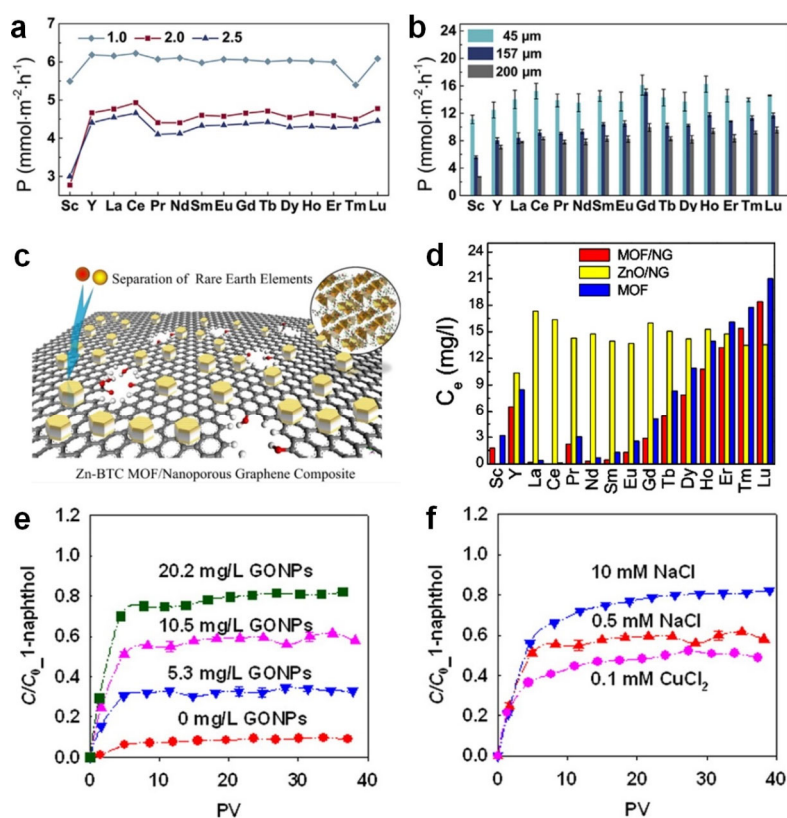 a
1.0 2.0 2.5
P (mmol·m⁻²·h⁻¹)
7
6
5
4
3
Sc Y La Ce Pr Nd Sm Eu Gd Tb Dy Ho Er Tm Lu
b
45 µm
157 µm
200 µm
P (mmol·m⁻²·h⁻¹)
24
20
16
12
8
4
0
Sc Y La Ce Pr Nd Sm Eu Gd Tb Dy Ho Er Tm Lu
c
Separation of Rare Earth Elements
Zn-BTC MOF/Nanoporous Graphene Composite
d
MOF/NG
ZnO/NG
MOF
Cₑ (mg/l)
24
21
18
15
12
9
6
3
0
Sc Y La Ce Pr Nd Sm Eu Gd Tb Dy Ho Er Tm Lu
e
C/C₀_1-naphthol
1.2
1.0
0.8
0.6
0.4
0.2
0.0
20.2 mg/L GONPs
10.5 mg/L GONPs
5.3 mg/L GONPs
0 mg/L GONPs
0 10 20 30 40
PV
f
C/C₀_1-naphthol
1.2
1.0
0.8
0.6
0.4
0.2
0.0
10 mM NaCl
0.5 mM NaCl
0.1 mM CuCl₂
0 10 20 30 40
PV